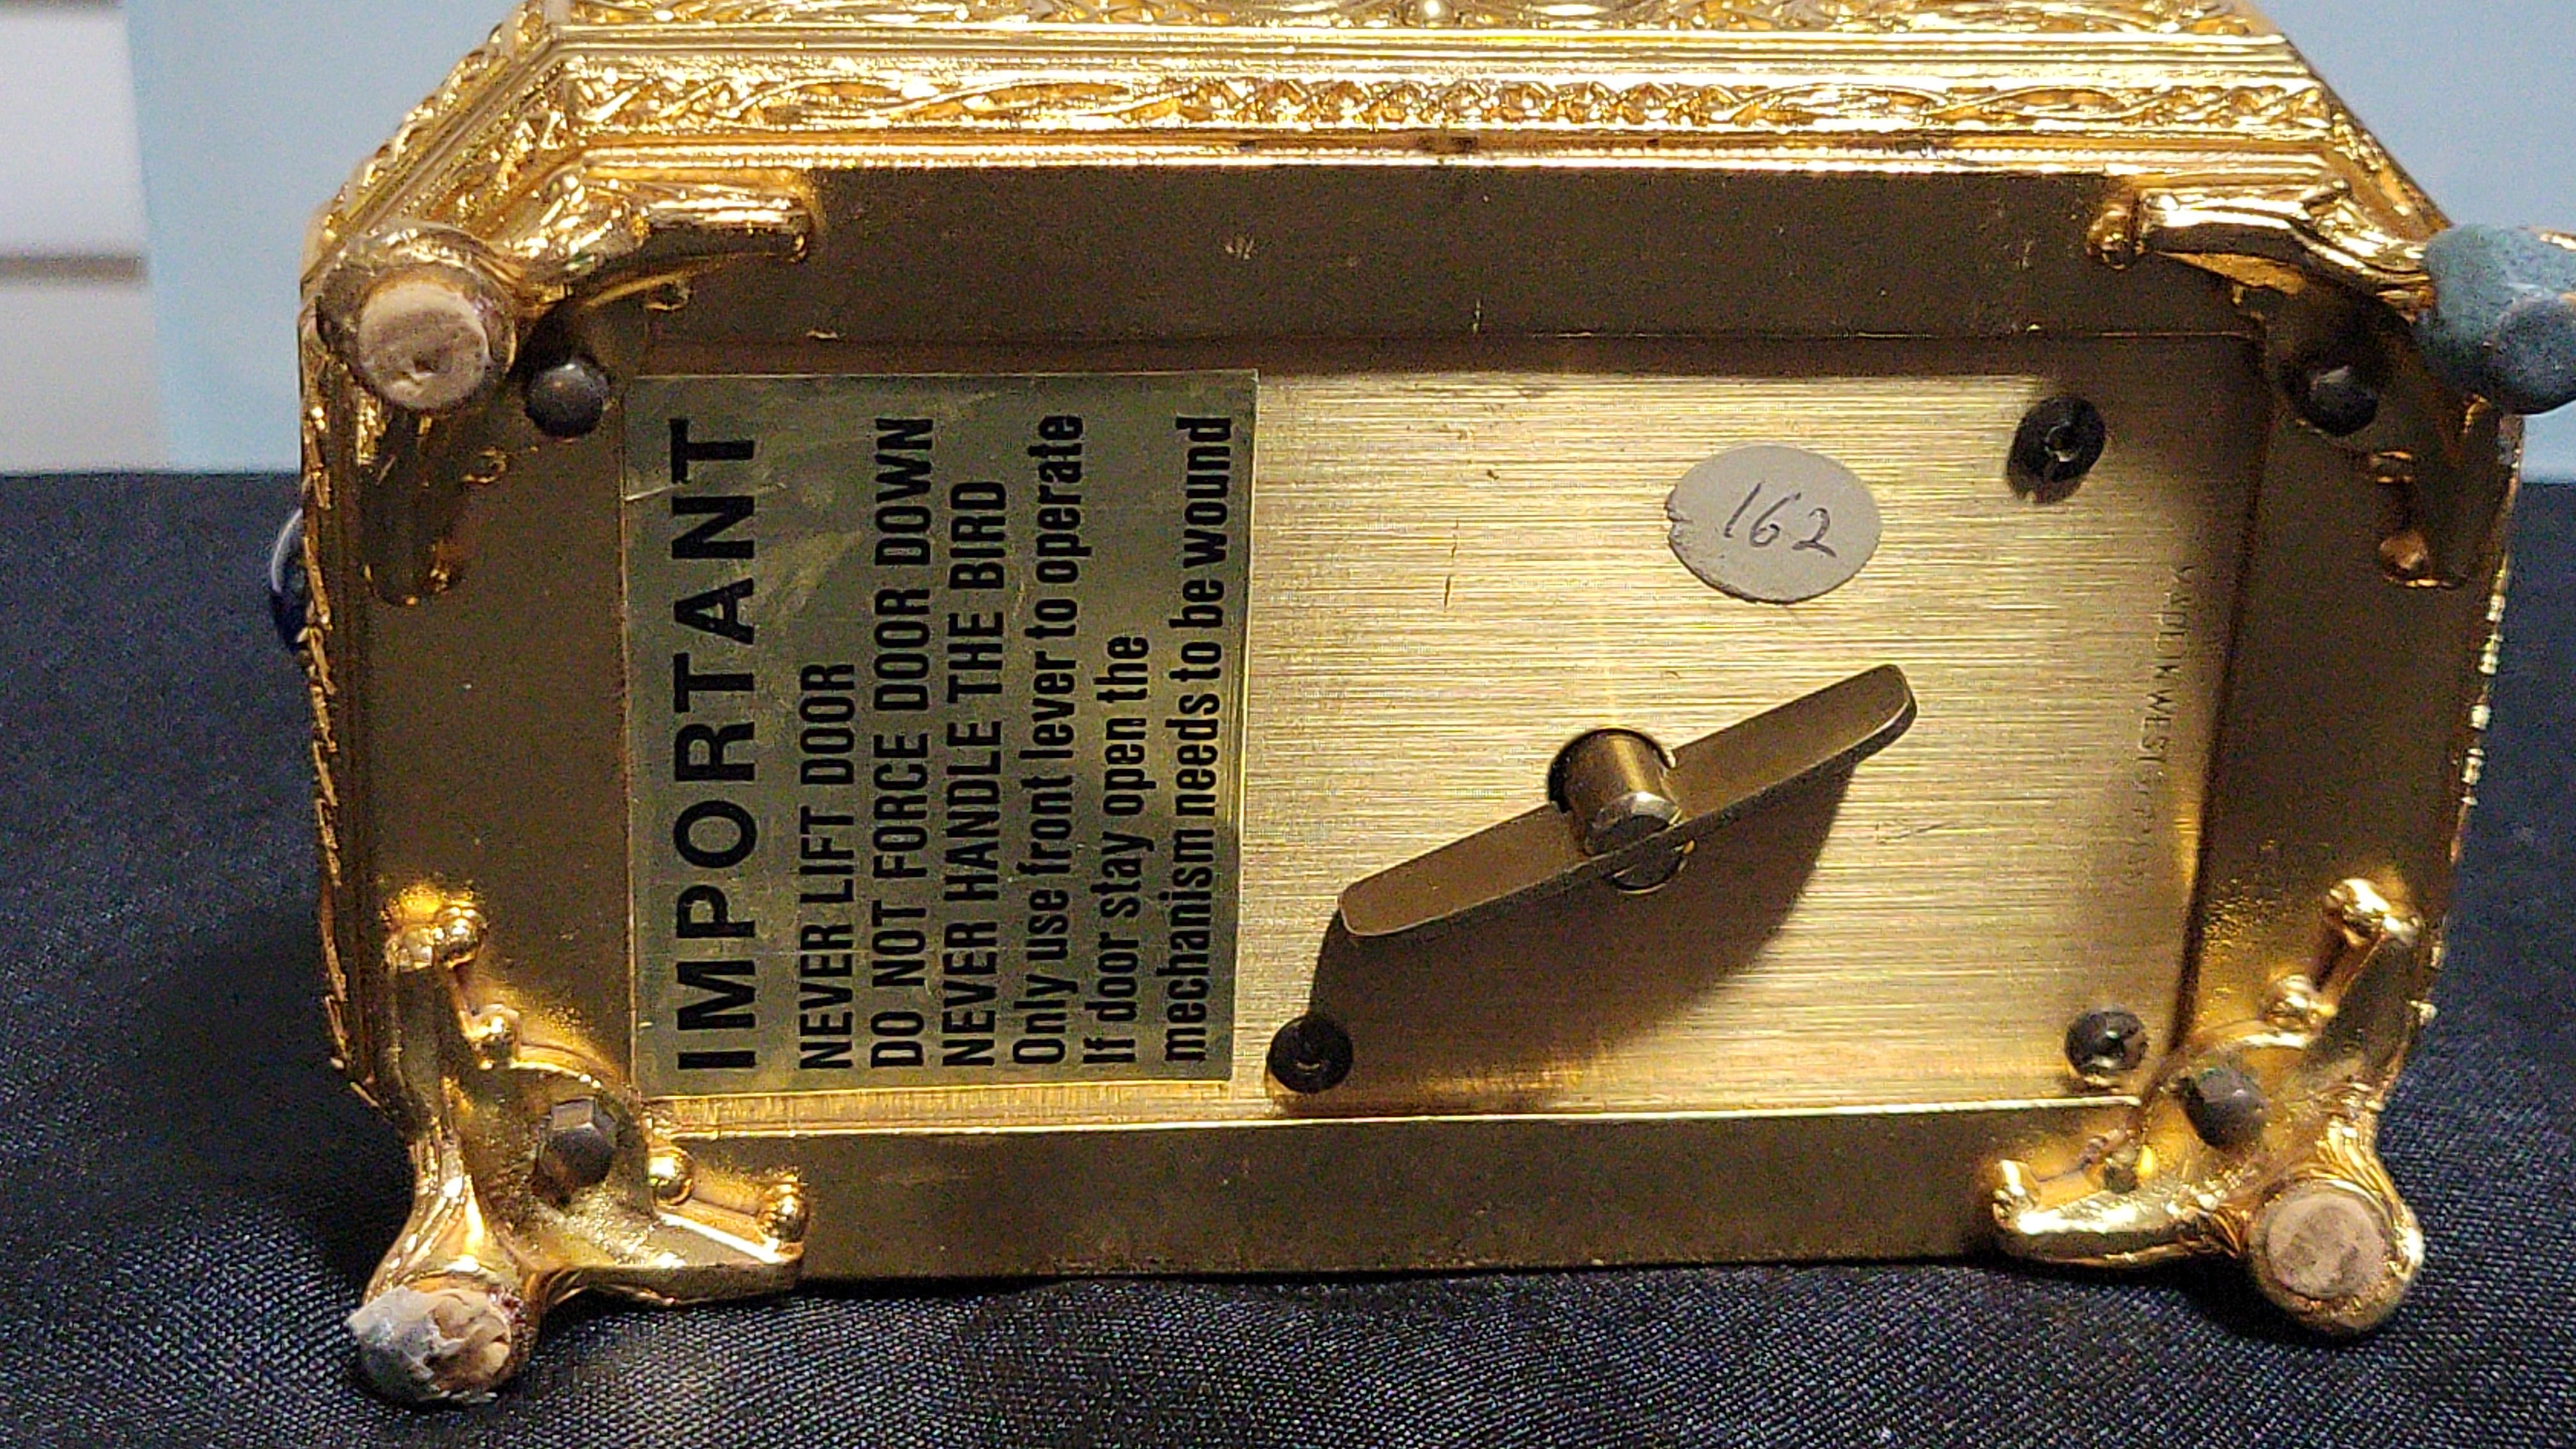 IMPORTANT
NEVER LIFT DOOR
DO NOT FORCE DOOR DOWN
NEVER HANDLE THE BIRD
Only use front lever to operate
If door stay open the
mechanism needs to be wound
162
WEST